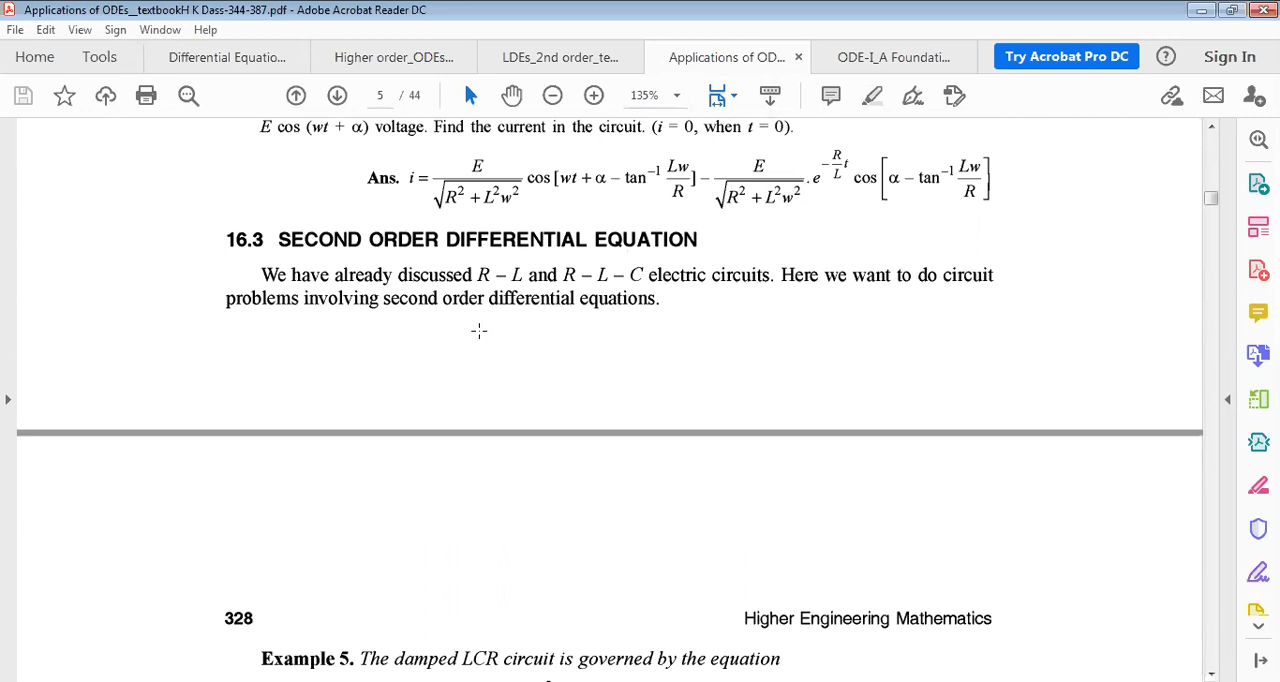 Applications of ODEs__textbookH K Dass-344-387.pdf - Adobe Acrobat Reader DC
File Edit View Sign Window Help
Home Tools Differential Equatio... Higher order_ODEs... LDEs_2nd order_te... Applications of OD... × ODE-I_A Foundati... Try Acrobat Pro DC ? Sign In
5 / 44 135%
E cos (wt + α) voltage. Find the current in the circuit. (i = 0, when t = 0).
Ans. i = E/√(R² + L²w²) cos [wt + α – tan⁻¹ Lw/R] – E/√(R² + L²w²) . e^(–(R/L)t) cos [α – tan⁻¹ Lw/R]
16.3 SECOND ORDER DIFFERENTIAL EQUATION
We have already discussed R – L and R – L – C electric circuits. Here we want to do circuit
problems involving second order differential equations.
328 Higher Engineering Mathematics
Example 5. The damped LCR circuit is governed by the equation